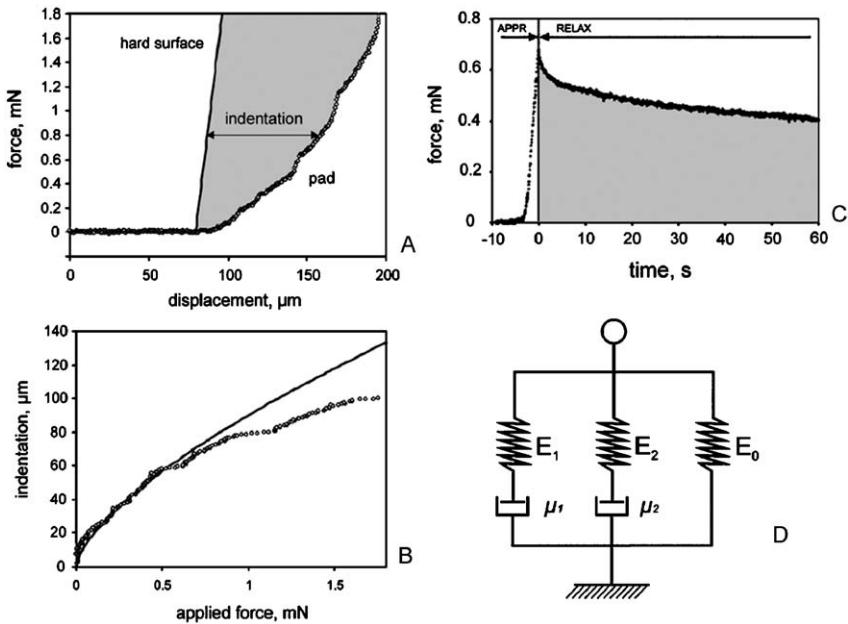 force, mN
1.8
1.6
1.4
1.2
1
0.8
0.6
0.4
0.2
0
0
50
100
150
200
displacement, µm
hard surface
indentation
pad
A
force, mN
0.8
0.6
0.4
0.2
0
-10
0
10
20
30
40
50
60
time, s
APPR
RELAX
C
indentation, µm
140
120
100
80
60
40
20
0
0
0.5
1
1.5
applied force, mN
B
E1
E2
E0
µ1
µ2
D